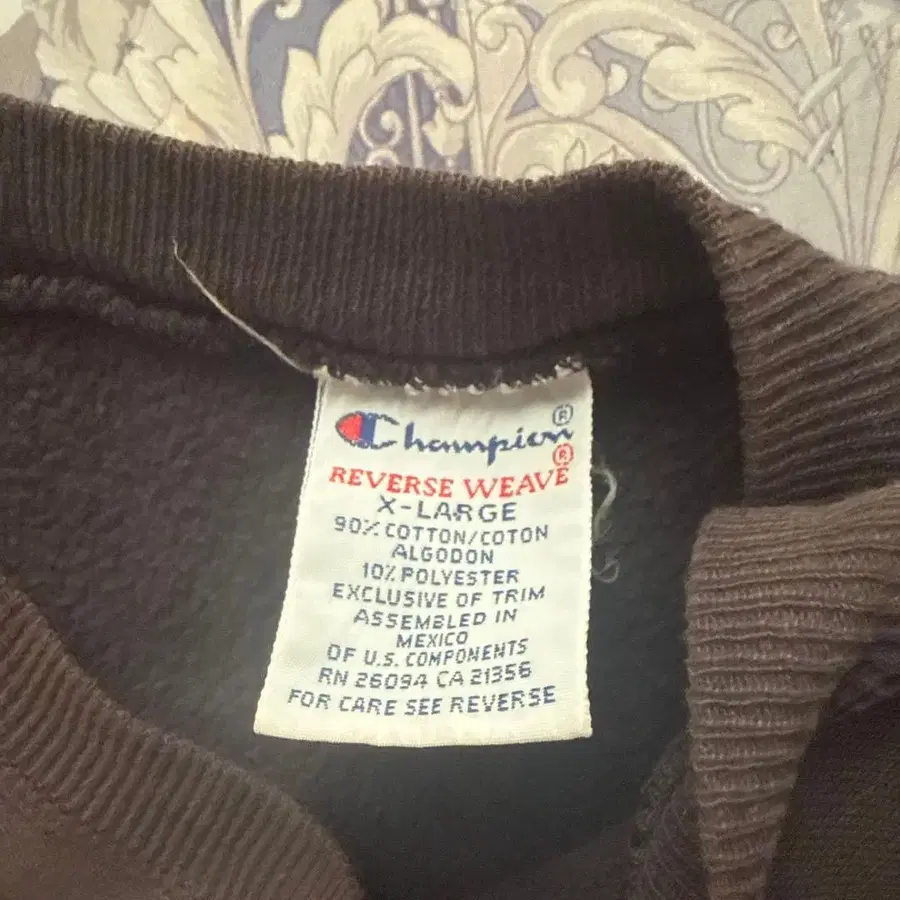 Champion®
REVERSE WEAVE®
X-LARGE
90% COTTON/COTON
ALGODON
10% POLYESTER
EXCLUSIVE OF TRIM
ASSEMBLED IN
MEXICO
OF U.S. COMPONENTS
RN 26094 CA 21356
FOR CARE SEE REVERSE